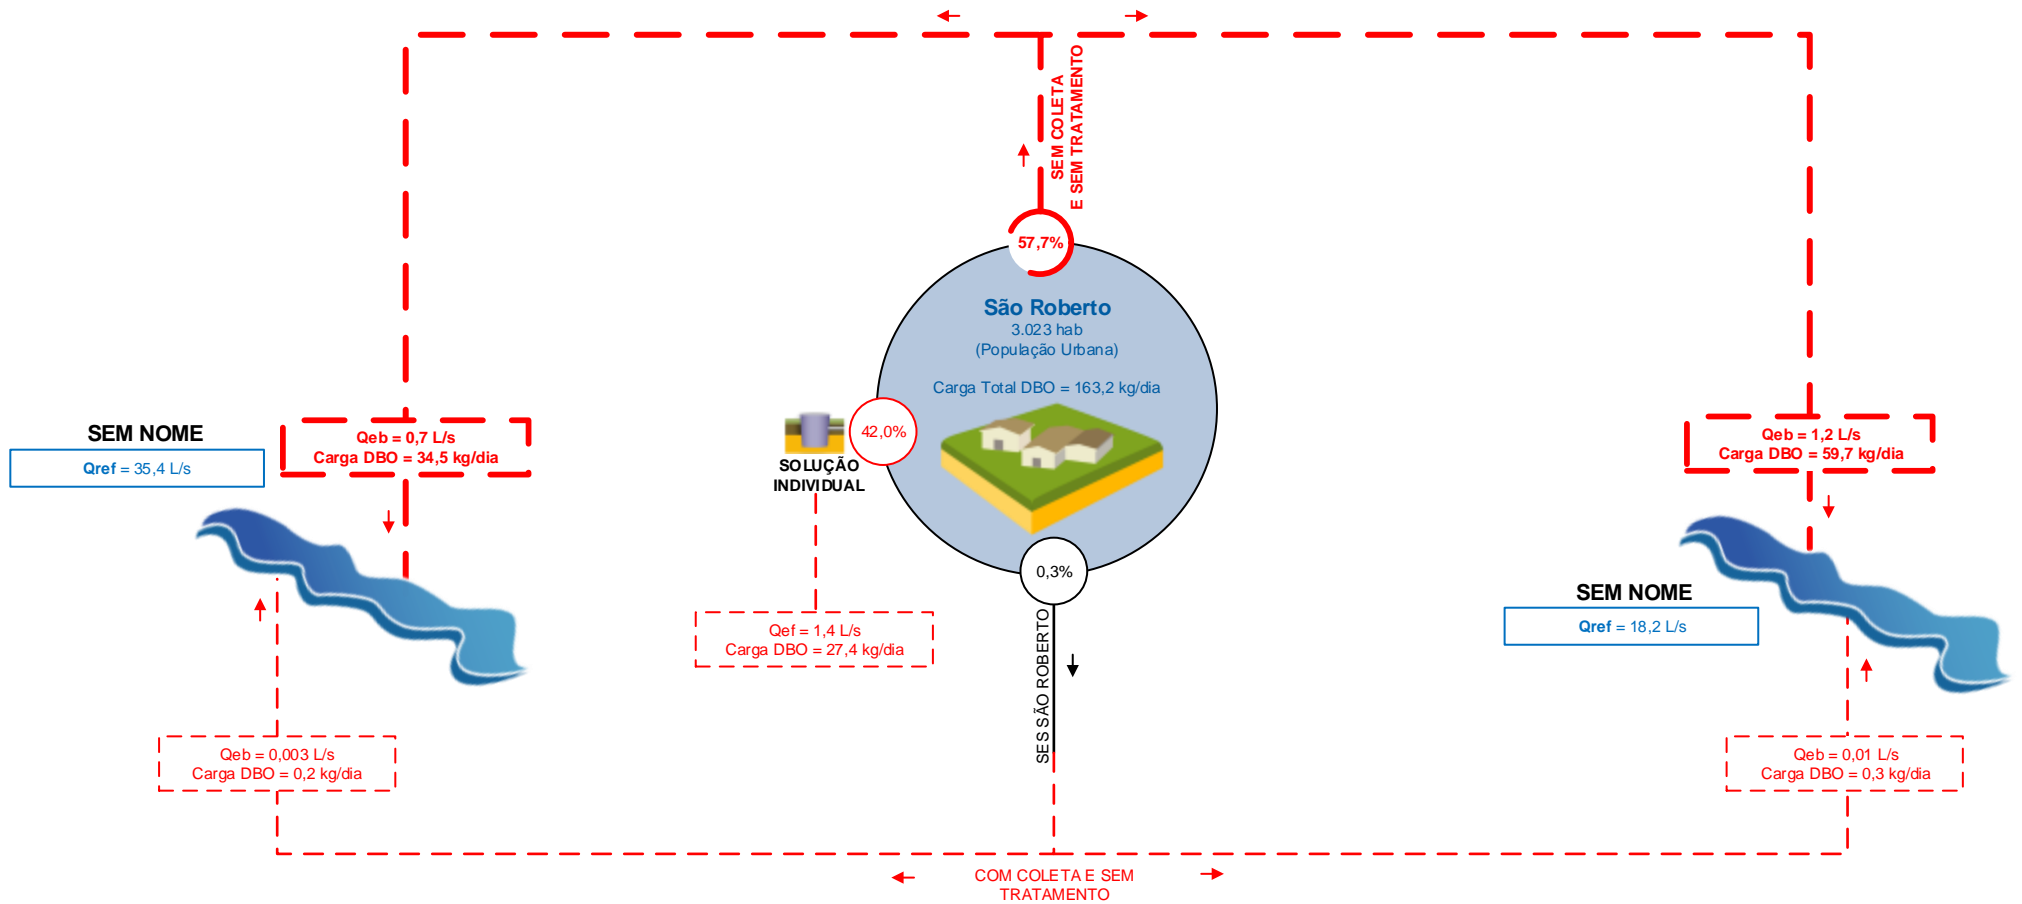 SEM COLETA
E SEM TRATAMENTO
57,7%
São Roberto
3.023 hab
(População Urbana)
Carga Total DBO = 163,2 kg/dia
SEM NOME
Qref = 35,4 L/s
Qeb = 0,7 L/s
Carga DBO = 34,5 kg/dia
42,0%
SOLUÇÃO
INDIVIDUAL
Qeb = 1,2 L/s
Carga DBO = 59,7 kg/dia
0,3%
SEM NOME
Qref = 18,2 L/s
Qef = 1,4 L/s
Carga DBO = 27,4 kg/dia
SES SÃO ROBERTO
Qeb = 0,003 L/s
Carga DBO = 0,2 kg/dia
Qeb = 0,01 L/s
Carga DBO = 0,3 kg/dia
COM COLETA E SEM
TRATAMENTO